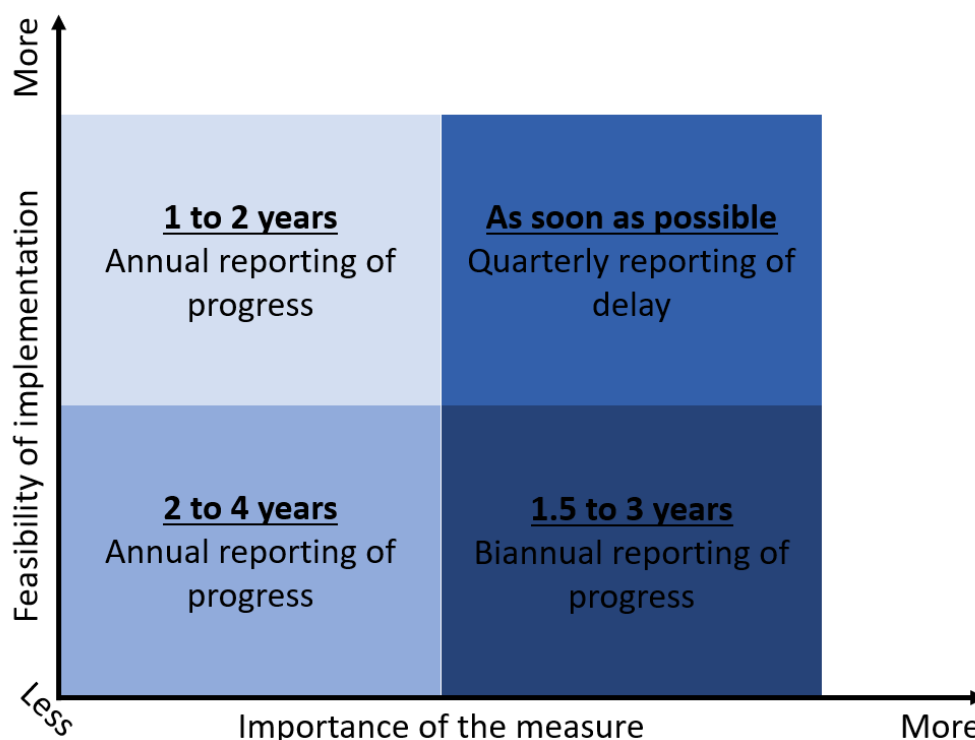 More
Feasibility of implementation
1 to 2 years
Annual reporting of
progress
As soon as possible
Quarterly reporting of
delay
2 to 4 years
Annual reporting of
progress
1.5 to 3 years
Biannual reporting of
progress
Less
Importance of the measure
More